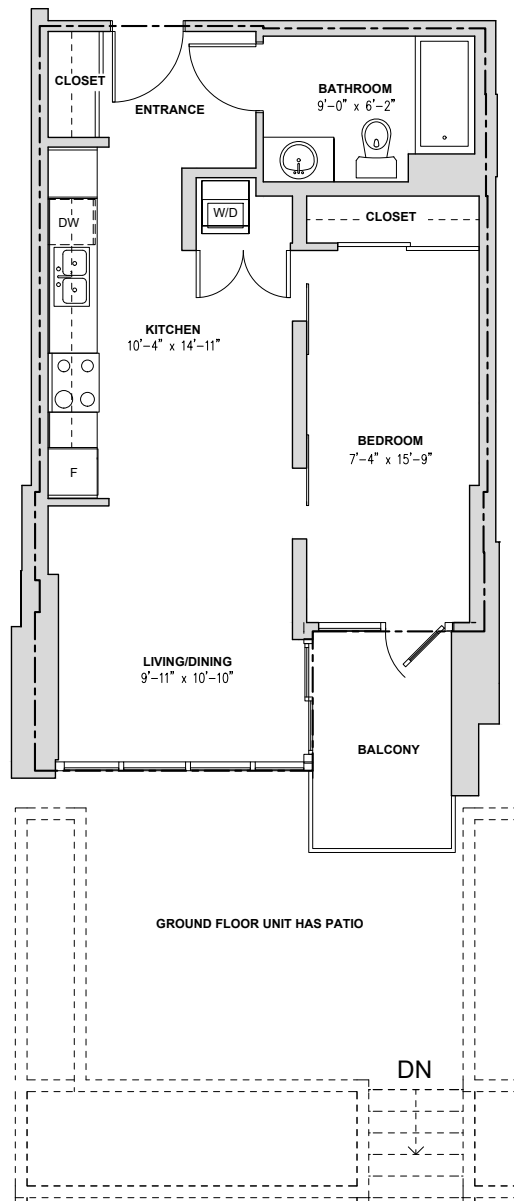 CLOSET
ENTRANCE
BATHROOM
9'-0" x 6'-2"
W/D
CLOSET
DW
KITCHEN
10'-4" x 14'-11"
BEDROOM
7'-4" x 15'-9"
F
LIVING/DINING
9'-11" x 10'-10"
BALCONY
GROUND FLOOR UNIT HAS PATIO
DN